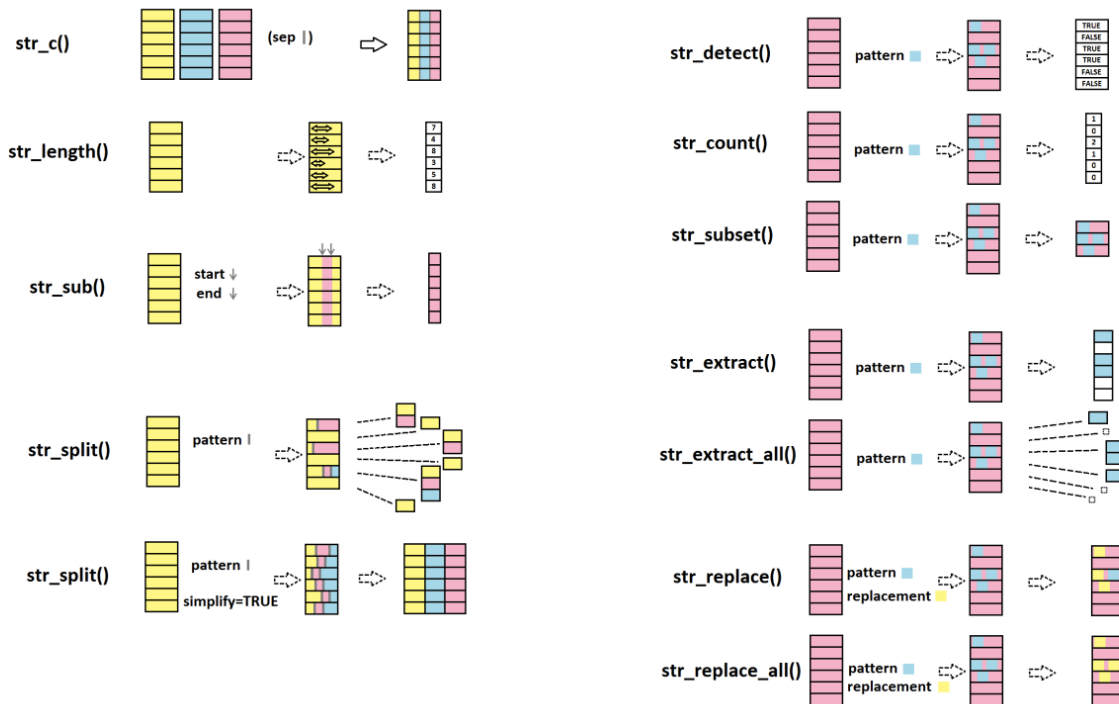 str_c()
(sep |)
str_length()
7
4
8
3
5
8
str_sub()
start ↓
end ↓
str_split()
pattern |
str_split()
pattern |
simplify=TRUE
str_detect()
pattern
TRUE
FALSE
TRUE
TRUE
FALSE
FALSE
str_count()
pattern
1
0
2
1
0
0
str_subset()
pattern
str_extract()
pattern
str_extract_all()
pattern
str_replace()
pattern
replacement
str_replace_all()
pattern
replacement